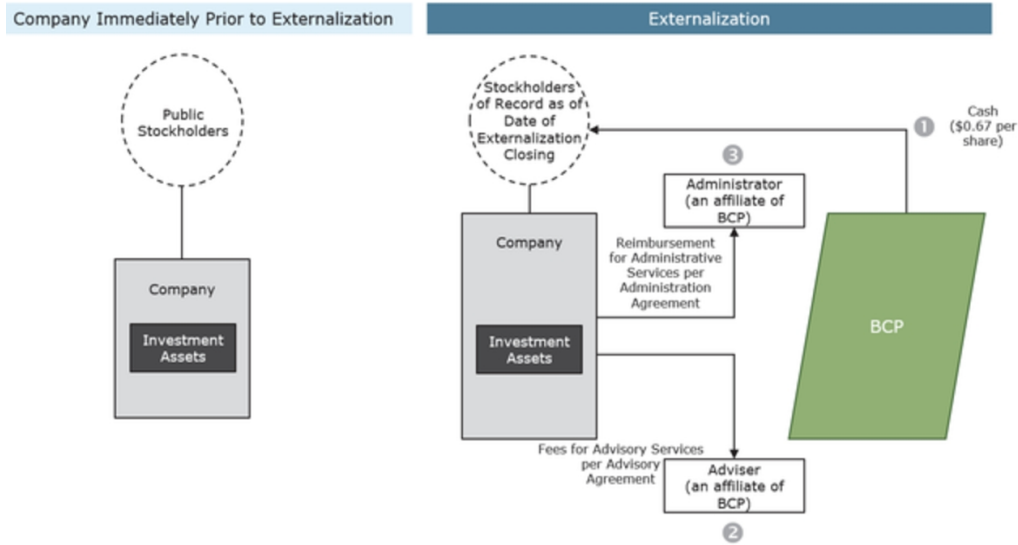 Company Immediately Prior to Externalization
Public
Stockholders
Company
Investment
Assets
Externalization
Stockholders
of Record as of
Date of
Externalization
Closing
1
Cash
($0.67 per
share)
3
Administrator
(an affiliate of
BCP)
Company
Reimbursement
for Administrative
Services per
Administration
Agreement
Investment
Assets
BCP
Fees for Advisory Services
per Advisory
Agreement
Adviser
(an affiliate of
BCP)
2